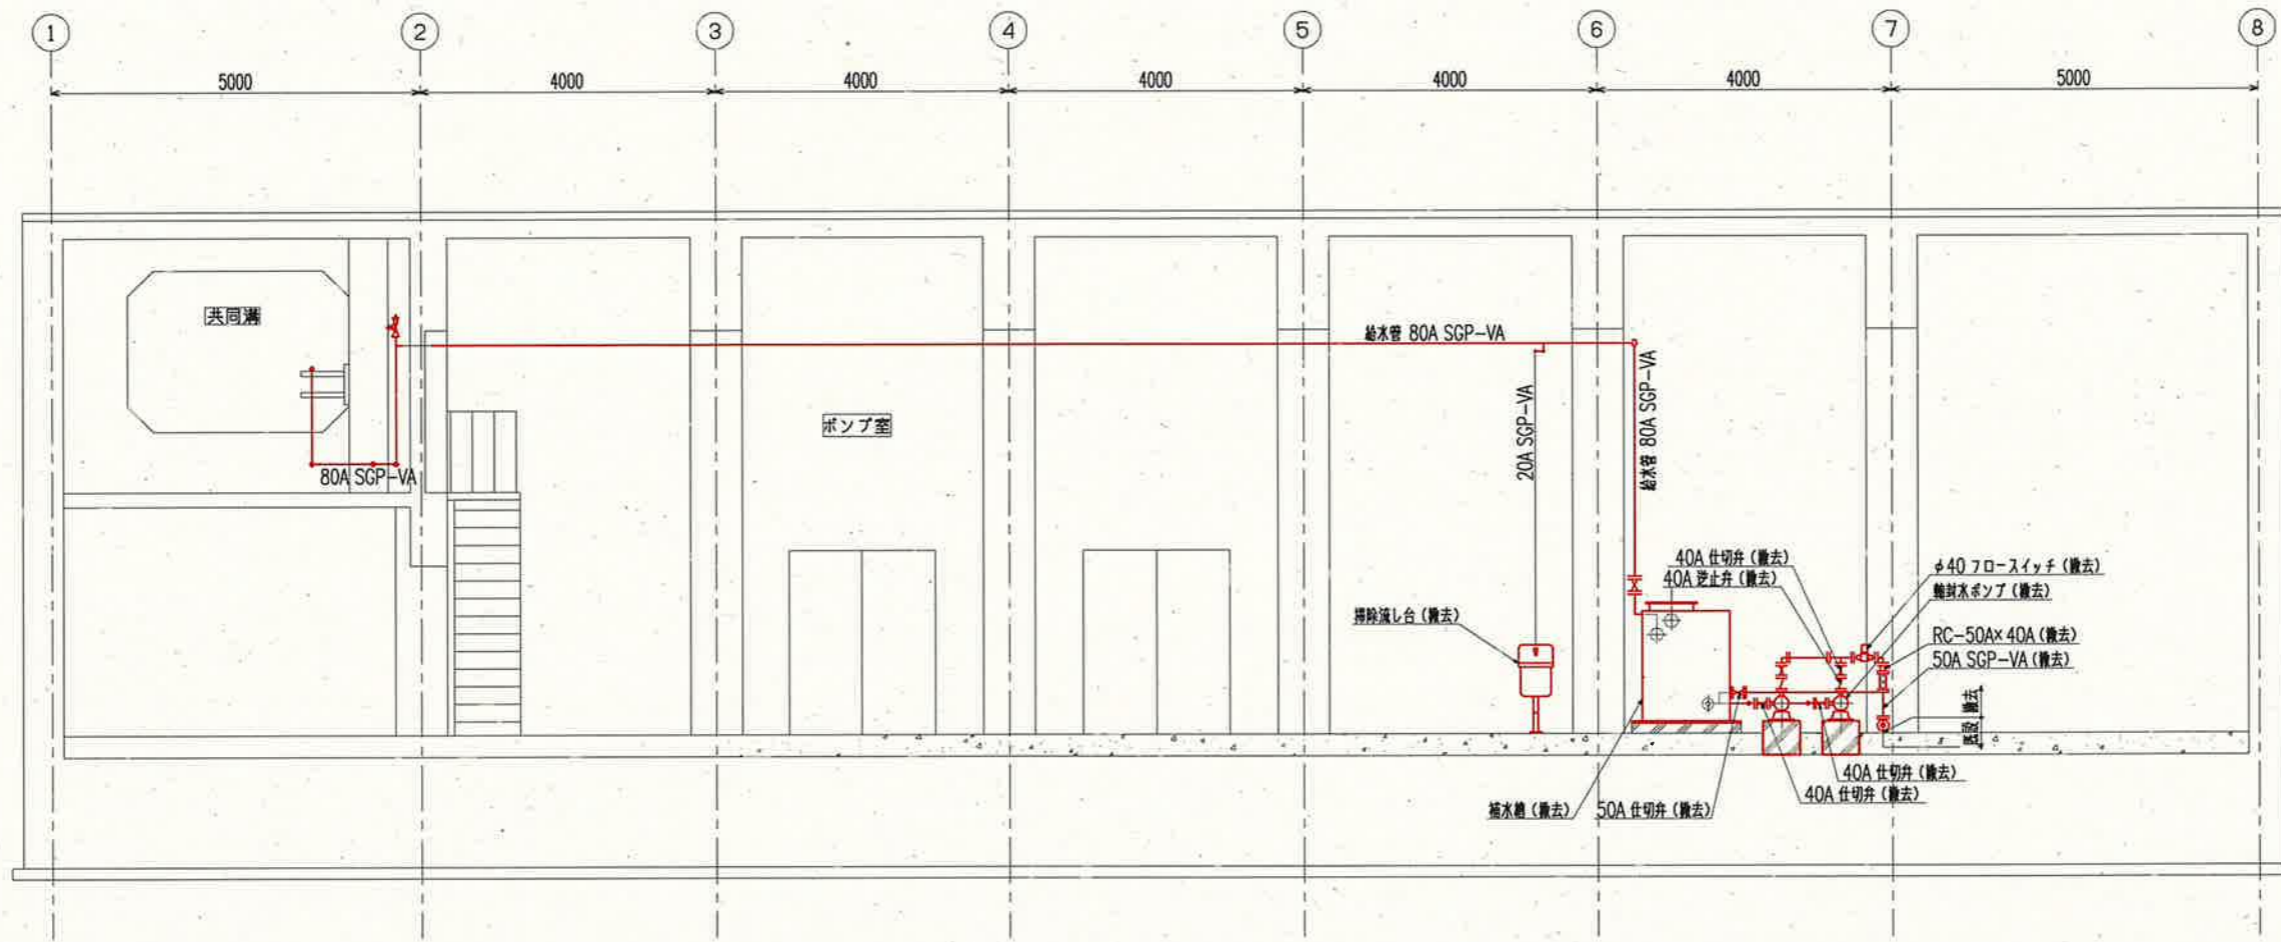 1 2 3 4 5 6 7 8
5000 4000 4000 4000 4000 4000 5000
共同溝
給水管 80A SGP-VA
給水管 80A SGP-VA
20A SGP-VA
ポンプ室
80A SGP-VA
40A 仕切弁 (撤去)
40A 逆止弁 (撤去)
φ40 フロースイッチ (撤去)
軸封水ポンプ (撤去)
掃除流し台 (撤去)
RC-50A×40A (撤去)
50A SGP-VA (撤去)
撤去
既設
40A 仕切弁 (撤去)
40A 仕切弁 (撤去)
補水槽 (撤去)
50A 仕切弁 (撤去)